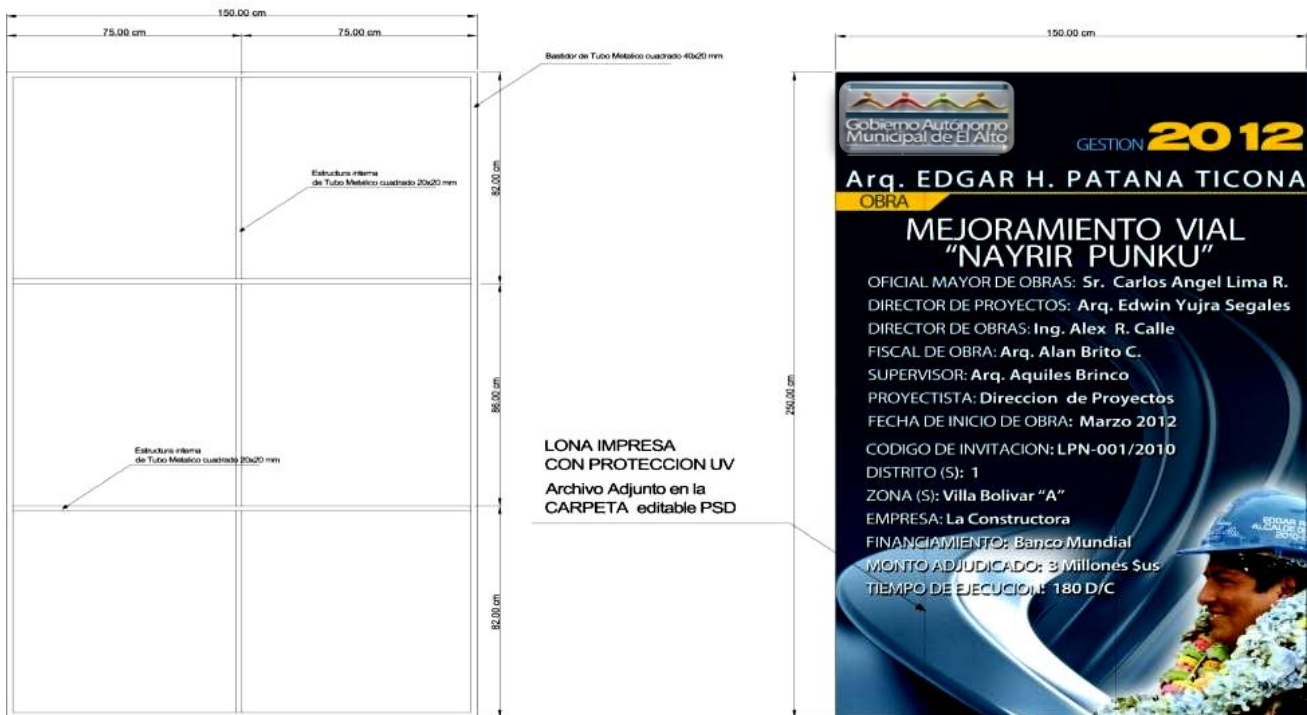 150.00 cm
75.00 cm
75.00 cm
Bastidor de Tubo Metalico cuadrado 40x20 mm
Estructura interna
de Tubo Metalico cuadrado 20x20 mm
82.00 cm
86.00 cm
Estructura interna
de Tubo Metalico cuadrado 20x20 mm
82.00 cm
LONA IMPRESA
CON PROTECCION UV
Archivo Adjunto en la
CARPETA editable PSD
150.00 cm
250.00 cm
Gobierno Autónomo
Municipal de El Alto
GESTION 2012
Arq. EDGAR H. PATANA TICONA
OBRA
MEJORAMIENTO VIAL
“NAYRIR PUNKU”
OFICIAL MAYOR DE OBRAS: Sr. Carlos Angel Lima R.
DIRECTOR DE PROYECTOS: Arq. Edwin Yujra Segales
DIRECTOR DE OBRAS: Ing. Alex R. Calle
FISCAL DE OBRA: Arq. Alan Brito C.
SUPERVISOR: Arq. Aquiles Brinco
PROYECTISTA: Direccion de Proyectos
FECHA DE INICIO DE OBRA: Marzo 2012
CODIGO DE INVITACION: LPN-001/2010
DISTRITO (S): 1
ZONA (S): Villa Bolivar “A”
EMPRESA: La Constructora
FINANCIAMIENTO: Banco Mundial
MONTO ADJUDICADO: 3 Millones $us
TIEMPO DE EJECUCION: 180 D/C
EDGAR